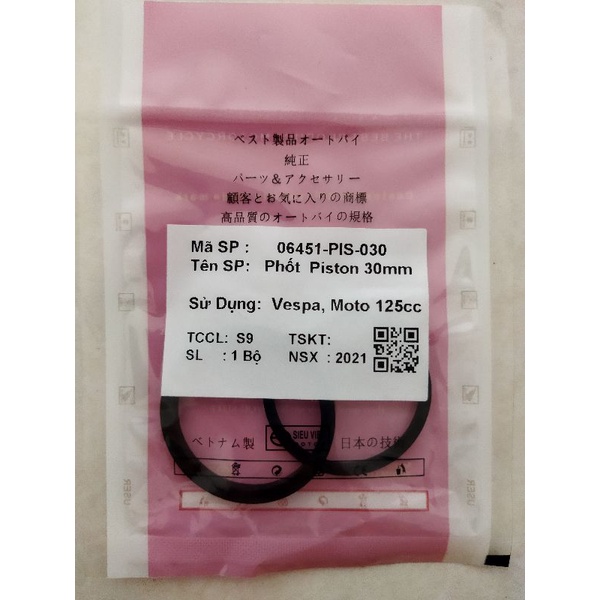 ベスト製品オートバイ
純正
パーツ＆アクセサリー
顧客とお気に入りの商標
高品質のオートバイの規格
Mã SP : 06451-PIS-030
Tên SP: Phốt Piston 30mm
Sử Dụng: Vespa, Moto 125cc
TCCL: S9 TSKT:
SL : 1 Bộ NSX : 2021
ベトナム製 SIEU VI 日本の技術
USER USER